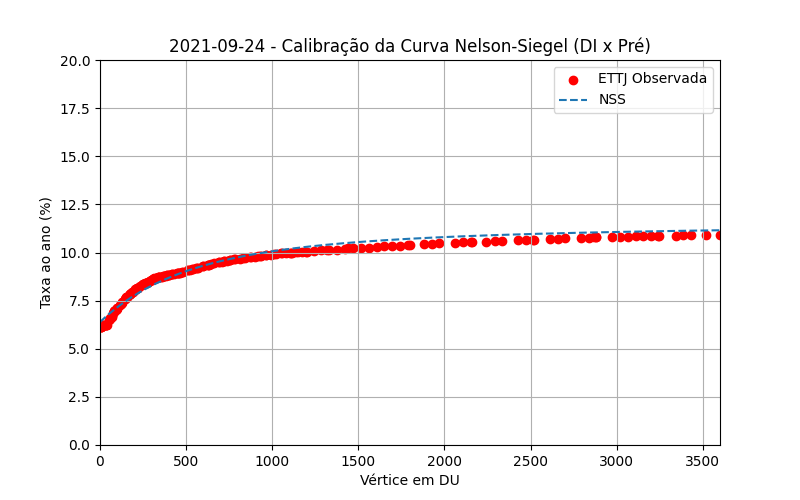 2021-09-24 - Calibração da Curva Nelson-Siegel (DI x Pré)
ETTJ Observada
NSS
Taxa ao ano (%)
20.0
17.5
15.0
12.5
10.0
7.5
5.0
2.5
0.0
0 500 1000 1500 2000 2500 3000 3500
Vértice em DU